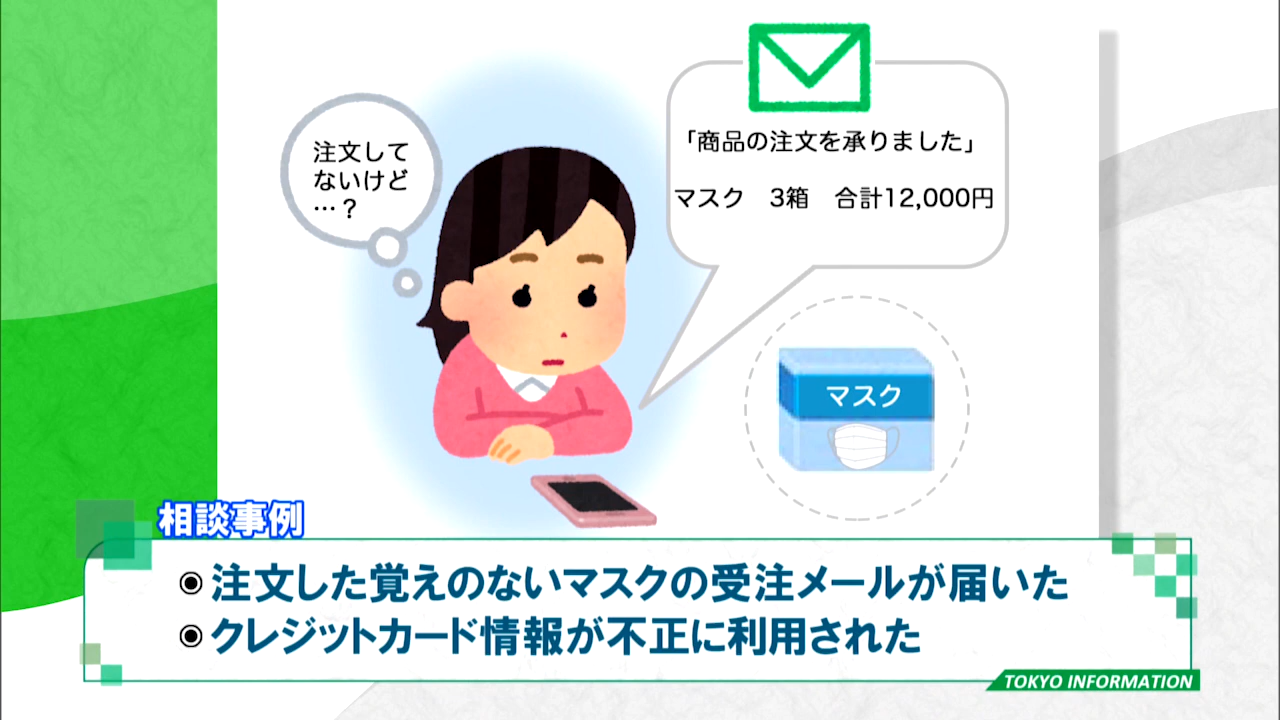 注文して
ないけど
…？
「商品の注文を承りました」
マスク　3箱　合計12,000円
マスク
相談事例
◉注文した覚えのないマスクの受注メールが届いた
◉クレジットカード情報が不正に利用された
TOKYO INFORMATION